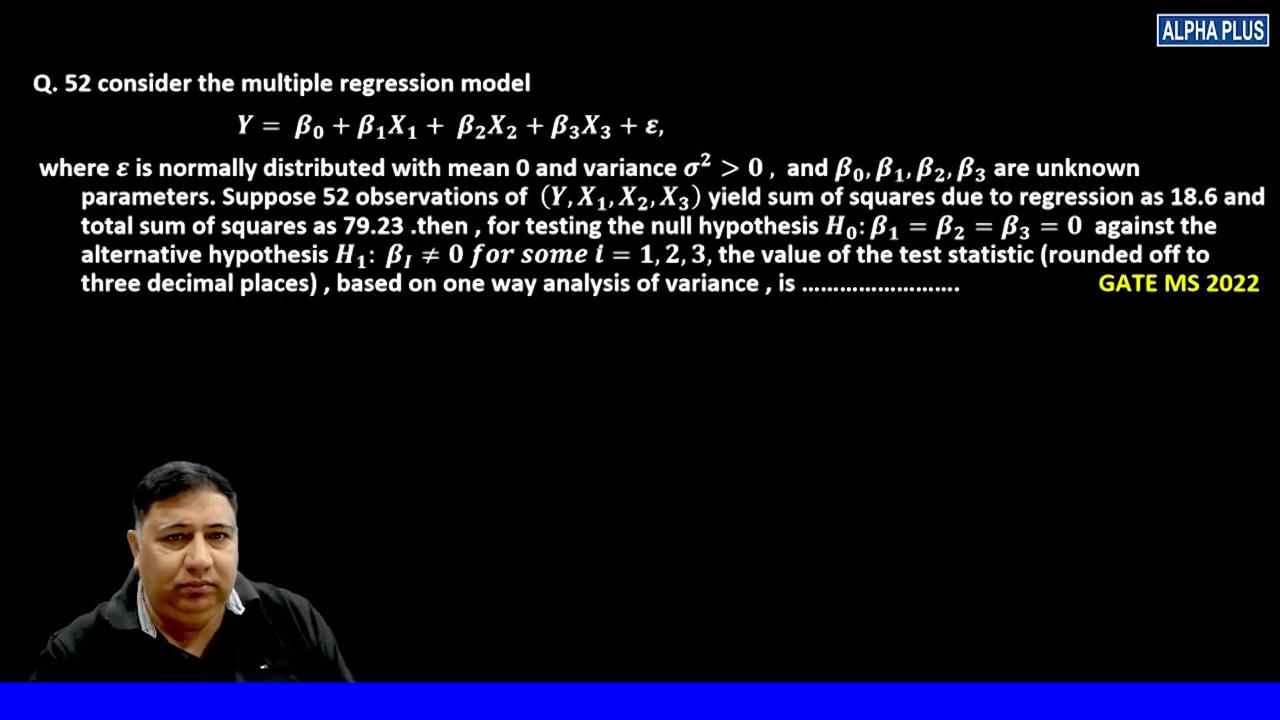 ALPHA PLUS
Q. 52 consider the multiple regression model
Y = β₀ + β₁X₁ + β₂X₂ + β₃X₃ + ε,
where ε is normally distributed with mean 0 and variance σ² > 0 , and β₀, β₁, β₂, β₃ are unknown
parameters. Suppose 52 observations of (Y, X₁, X₂, X₃) yield sum of squares due to regression as 18.6 and
total sum of squares as 79.23 .then , for testing the null hypothesis H₀: β₁ = β₂ = β₃ = 0 against the
alternative hypothesis H₁: β_I ≠ 0 for some i = 1, 2, 3, the value of the test statistic (rounded off to
three decimal places) , based on one way analysis of variance , is ……………………. GATE MS 2022